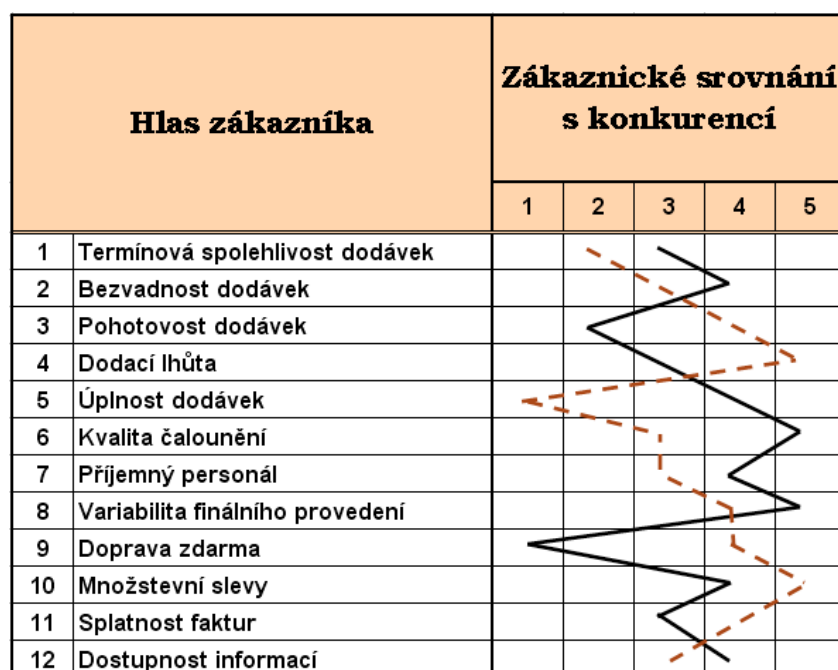 Hlas zákazníka
Zákaznické srovnání
s konkurencí
1 2 3 4 5
1 Termínová spolehlivost dodávek
2 Bezvadnost dodávek
3 Pohotovost dodávek
4 Dodací lhůta
5 Úplnost dodávek
6 Kvalita čalounění
7 Příjemný personál
8 Variabilita finálního provedení
9 Doprava zdarma
10 Množstevní slevy
11 Splatnost faktur
12 Dostupnost informací